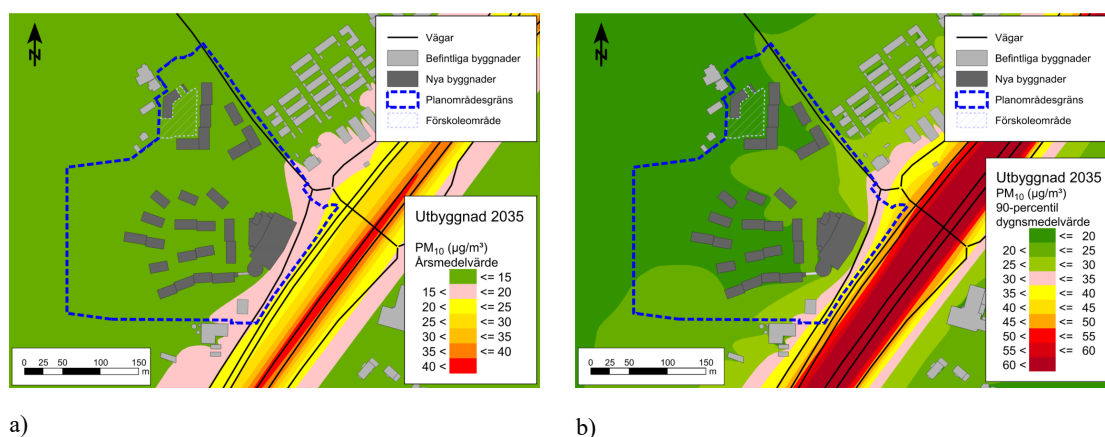 N
Vägar
Befintliga byggnader
Nya byggnader
Planområdesgräns
Förskoleområde
Utbyggnad 2035
PM10 (µg/m³)
Årsmedelvärde
<= 15
15 < <= 20
20 < <= 25
25 < <= 30
30 < <= 35
35 < <= 40
40 <
0 25 50 100 150
m
a)
N
Vägar
Befintliga byggnader
Nya byggnader
Planområdesgräns
Förskoleområde
Utbyggnad 2035
PM10 (µg/m³)
90-percentil
dygnsmedelvärde
<= 20
20 < <= 25
25 < <= 30
30 < <= 35
35 < <= 40
40 < <= 45
45 < <= 50
50 < <= 55
55 < <= 60
60 <
0 25 50 100 150
m
b)